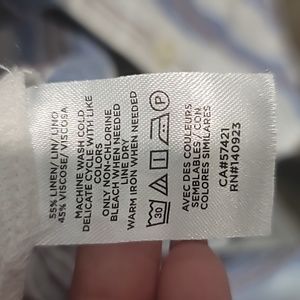 55% LINEN/LIN/LINO
45% VISCOSE/VISCOSA
MACHINE WASH COLD
DELICATE CYCLE WITH LIKE
COLORS
ONLY NON-CHLORINE
BLEACH WHEN NEEDED
LINE DRY
WARM IRON WHEN NEEDED
30
P
AVEC DES COULEURS
SEMBLABLES / CON
COLORES SIMILARES
CA#57421
RN#140923